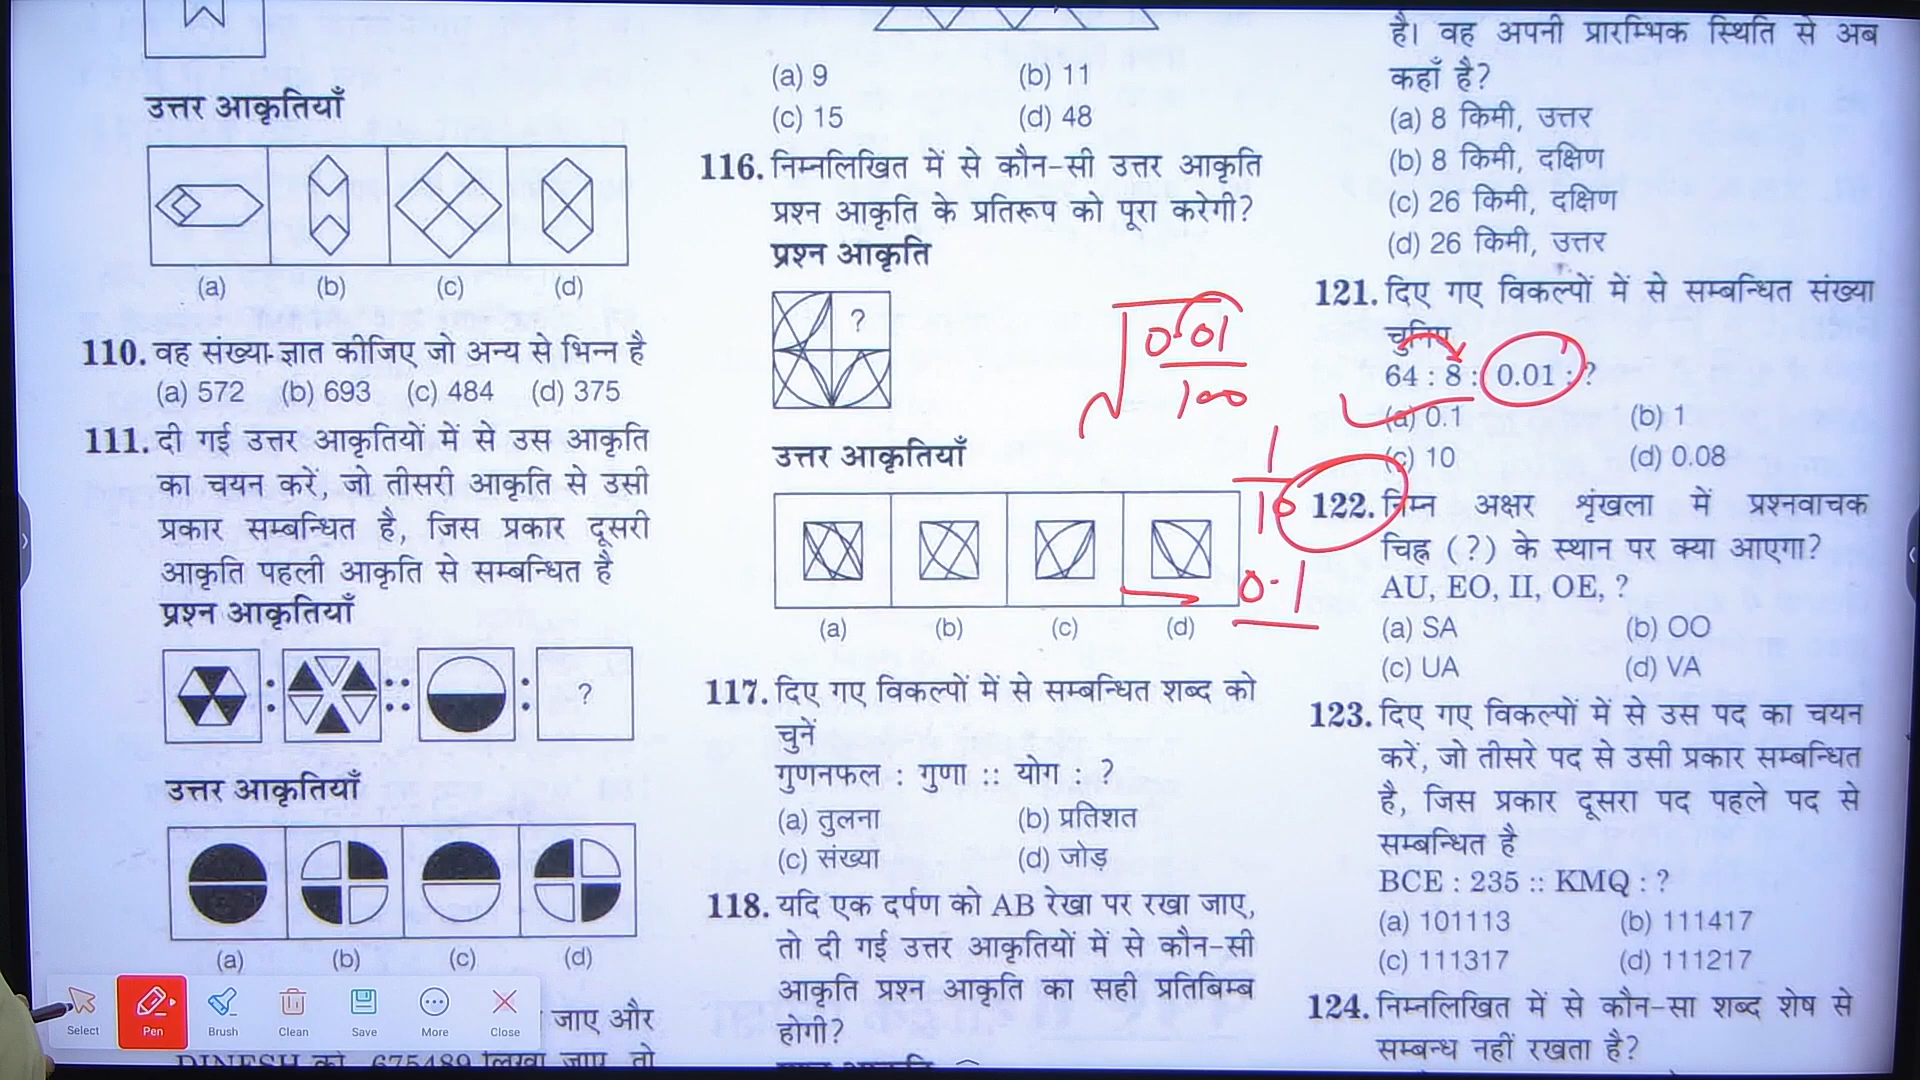 उत्तर आकृतियाँ
(a) (b) (c) (d)
110. वह संख्या ज्ञात कीजिए जो अन्य से भिन्न है
(a) 572 (b) 693 (c) 484 (d) 375
111. दी गई उत्तर आकृतियों में से उस आकृति
का चयन करें, जो तीसरी आकृति से उसी
प्रकार सम्बन्धित है, जिस प्रकार दूसरी
आकृति पहली आकृति से सम्बन्धित है
प्रश्न आकृतियाँ
: :: : ?
उत्तर आकृतियाँ
(a) (b) (c) (d)
जाए और
DINESH को 675489 लिखा जाए, तो
Select Pen Brush Clean Save More Close
(a) 9 (b) 11
(c) 15 (d) 48
116. निम्नलिखित में से कौन-सी उत्तर आकृति
प्रश्न आकृति के प्रतिरूप को पूरा करेगी?
प्रश्न आकृति
?
उत्तर आकृतियाँ
(a) (b) (c) (d)
117. दिए गए विकल्पों में से सम्बन्धित शब्द को
चुनें
गुणनफल : गुणा :: योग : ?
(a) तुलना (b) प्रतिशत
(c) संख्या (d) जोड़
118. यदि एक दर्पण को AB रेखा पर रखा जाए,
तो दी गई उत्तर आकृतियों में से कौन-सी
आकृति प्रश्न आकृति का सही प्रतिबिम्ब
होगी?
√0.01
100
1
10
0.1
है। वह अपनी प्रारम्भिक स्थिति से अब
कहाँ है?
(a) 8 किमी, उत्तर
(b) 8 किमी, दक्षिण
(c) 26 किमी, दक्षिण
(d) 26 किमी, उत्तर
121. दिए गए विकल्पों में से सम्बन्धित संख्या
चुनिए
64 : 8 : 0.01 : ?
(a) 0.1 (b) 1
(c) 10 (d) 0.08
122. निम्न अक्षर शृंखला में प्रश्नवाचक
चिह्न (?) के स्थान पर क्या आएगा?
AU, EO, II, OE, ?
(a) SA (b) OO
(c) UA (d) VA
123. दिए गए विकल्पों में से उस पद का चयन
करें, जो तीसरे पद से उसी प्रकार सम्बन्धित
है, जिस प्रकार दूसरा पद पहले पद से
सम्बन्धित है
BCE : 235 :: KMQ : ?
(a) 101113 (b) 111417
(c) 111317 (d) 111217
124. निम्नलिखित में से कौन-सा शब्द शेष से
सम्बन्ध नहीं रखता है?